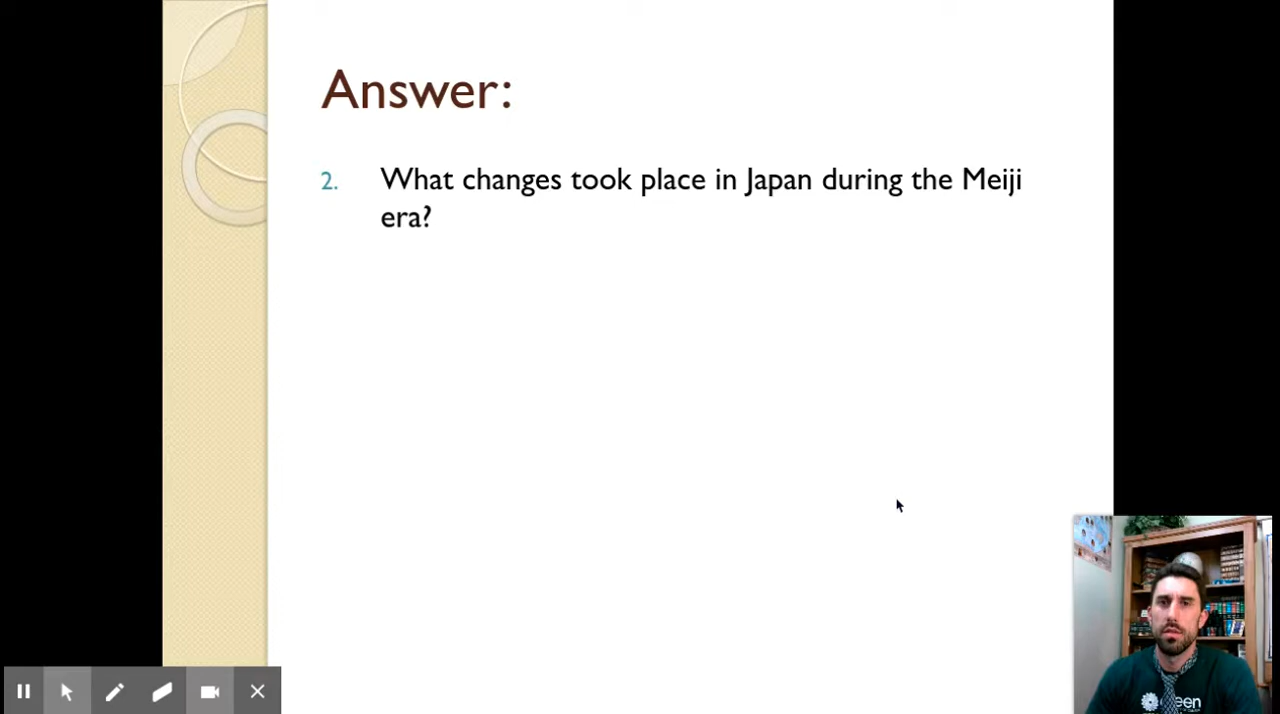 Answer:
2. What changes took place in Japan during the Meiji
era?